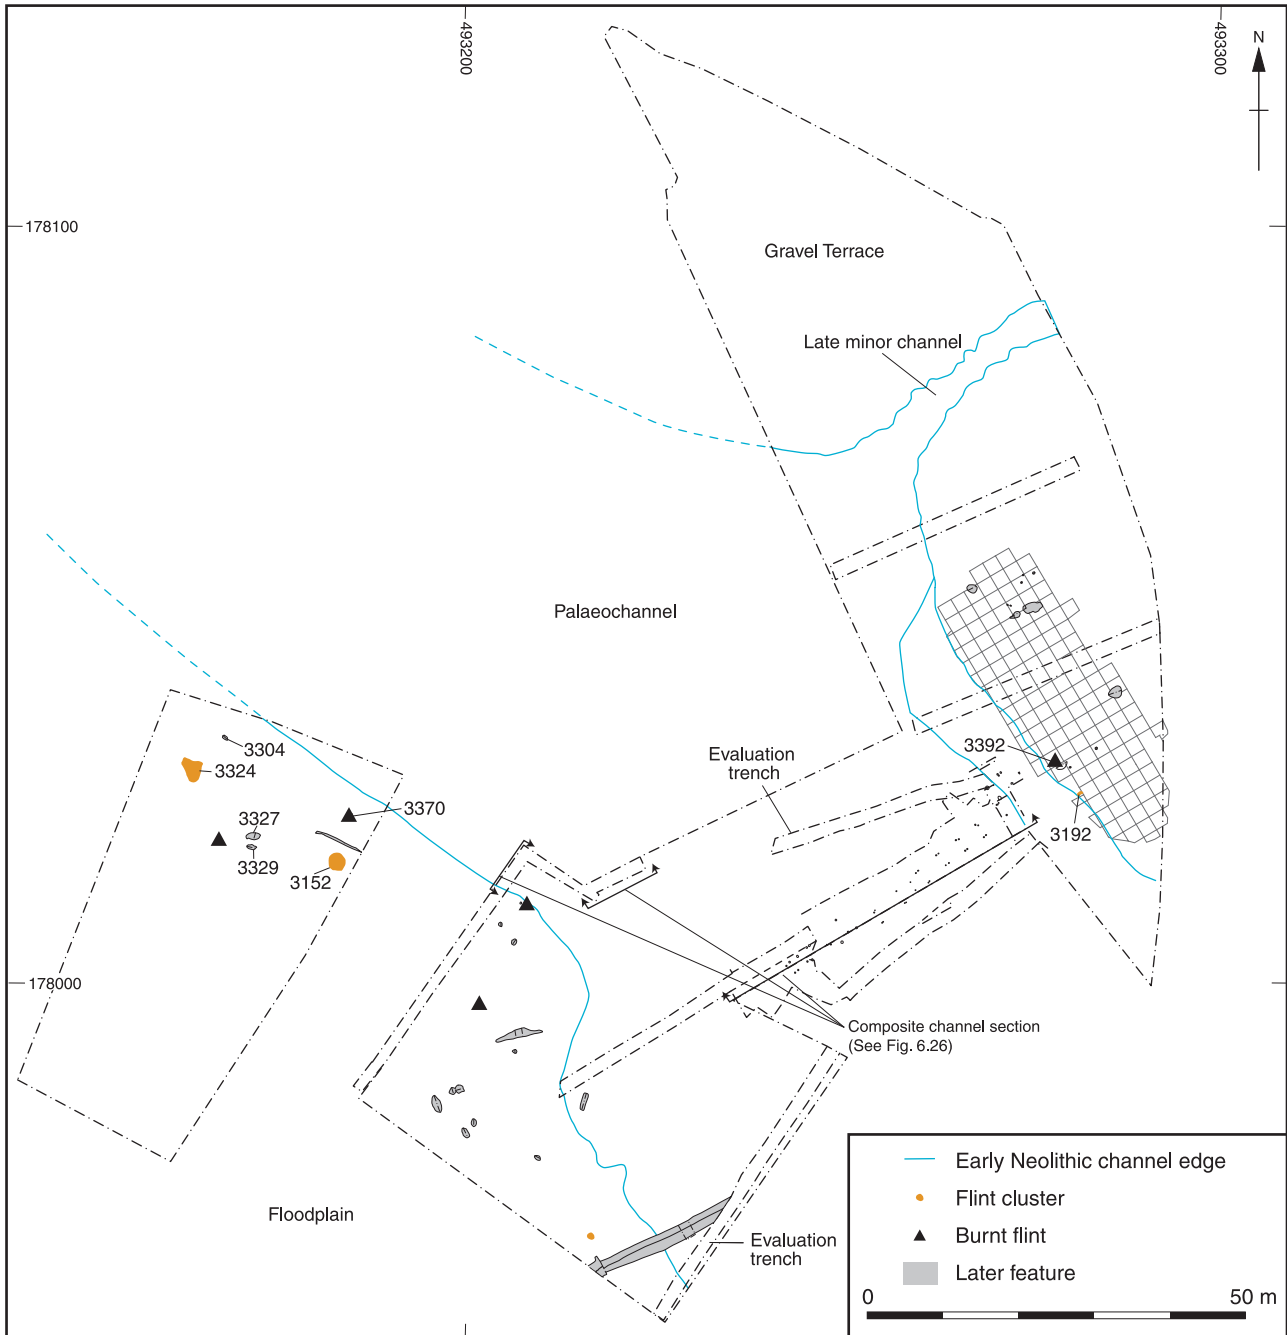 493200
493300
N
178100
Gravel Terrace
Late minor channel
Palaeochannel
3304
3324
Evaluation
trench
3392
3370
3327
3329
3152
3192
178000
Composite channel section
(See Fig. 6.26)
Floodplain
Evaluation
trench
Early Neolithic channel edge
Flint cluster
Burnt flint
Later feature
0
50 m